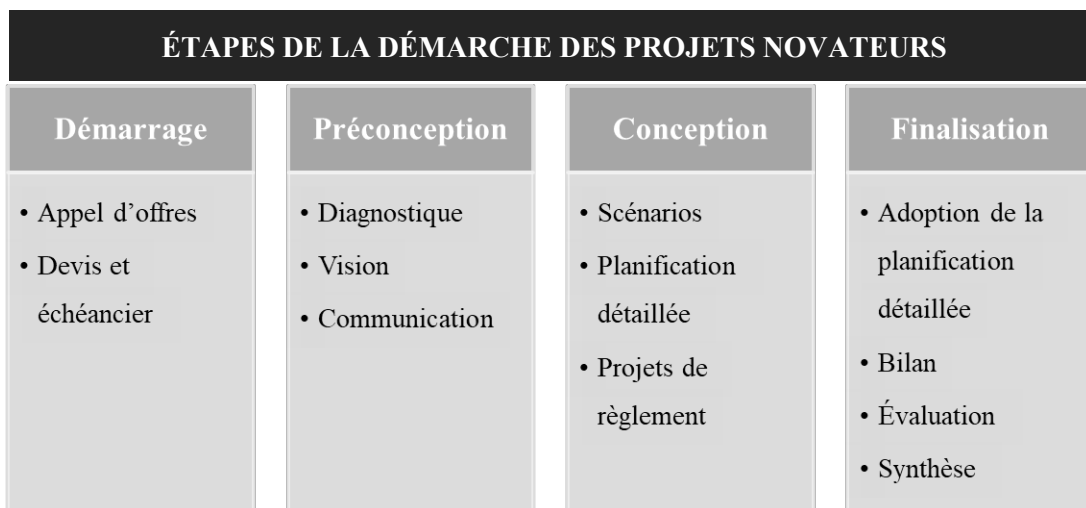 ÉTAPES DE LA DÉMARCHE DES PROJETS NOVATEURS
Démarrage
• Appel d'offres
• Devis et
échéancier
Préconception
• Diagnostique
• Vision
• Communication
Conception
• Scénarios
• Planification
détaillée
• Projets de
règlement
Finalisation
• Adoption de la
planification
détaillée
• Bilan
• Évaluation
• Synthèse